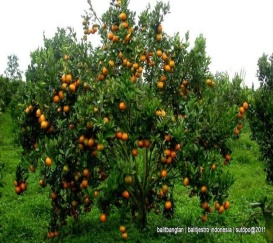 balitbangtan | balitjestro indonesia | sutopo@2011